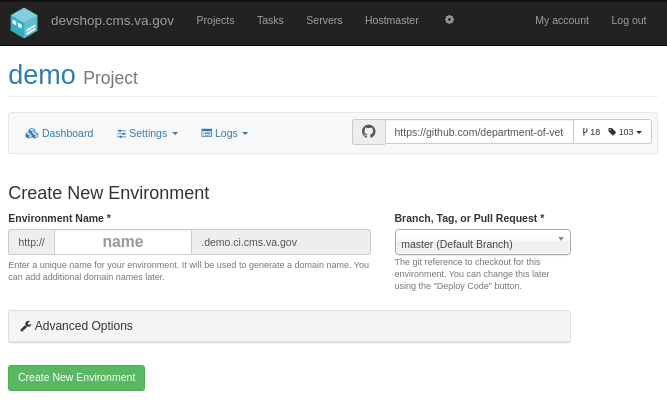 devshop.cms.va.gov Projects Tasks Servers Hostmaster My account Log out
demo Project
Dashboard Settings Logs https://github.com/department-of-vet 18 103
Create New Environment
Environment Name * Branch, Tag, or Pull Request *
http:// name .demo.ci.cms.va.gov master (Default Branch)
Enter a unique name for your environment. It will be used to generate a domain name. You
can add additional domain names later.
The git reference to checkout for this
environment. You can change this later
using the "Deploy Code" button.
Advanced Options
Create New Environment